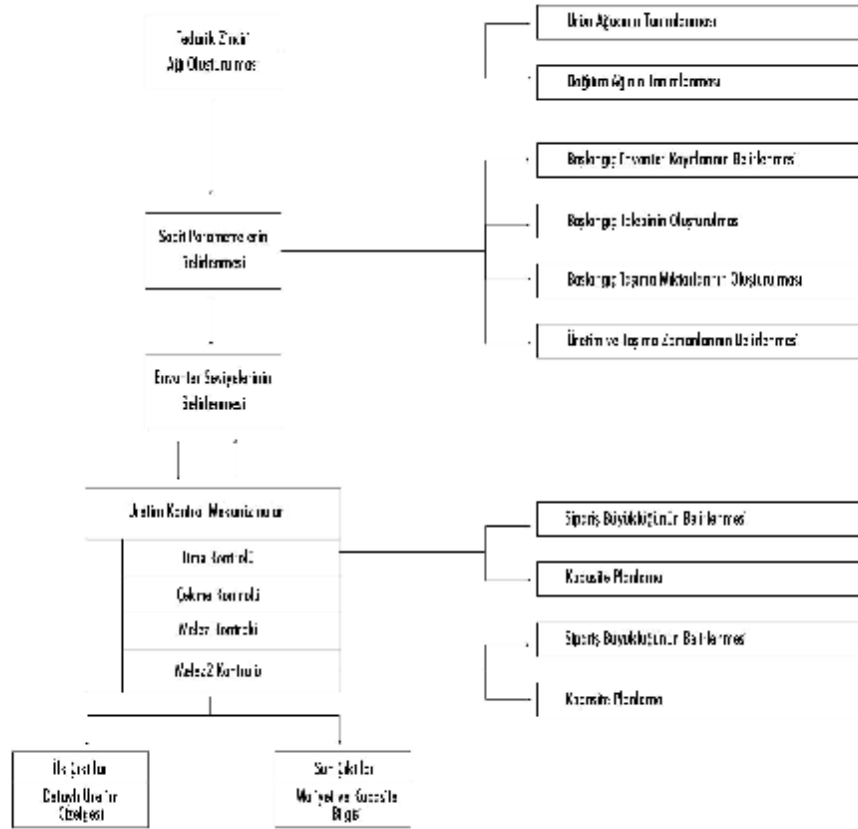 Tedarik Zinciri
Ağı Oluşturulması
Ürün Ağacının Tanımlanması
Dağıtım Ağının Tanımlanması
Sabit Parametrelerin
Belirlenmesi
Başlangıç Envanter Kayıtlarının Belirlenmesi
Başlangıç Talebinin Oluşturulması
Başlangıç Taşıma Miktarlarının Oluşturulması
Üretim ve Taşıma Zamanlarının Belirlenmesi
Envanter Seviyelerinin
Belirlenmesi
Üretim Kontrol Mekanizmaları
İtme Kontrolü
Çekme Kontrolü
Melez Kontrolü
Melez2 Kontrolü
Sipariş Büyüklüğünün Belirlenmesi
Kapasite Planlama
Sipariş Büyüklüğünün Belirlenmesi
Kapasite Planlama
İlk Çıktılar
Detaylı Üretim
Çizelgesi
Son Çıktılar
Maliyet ve Kapasite
Bilgisi